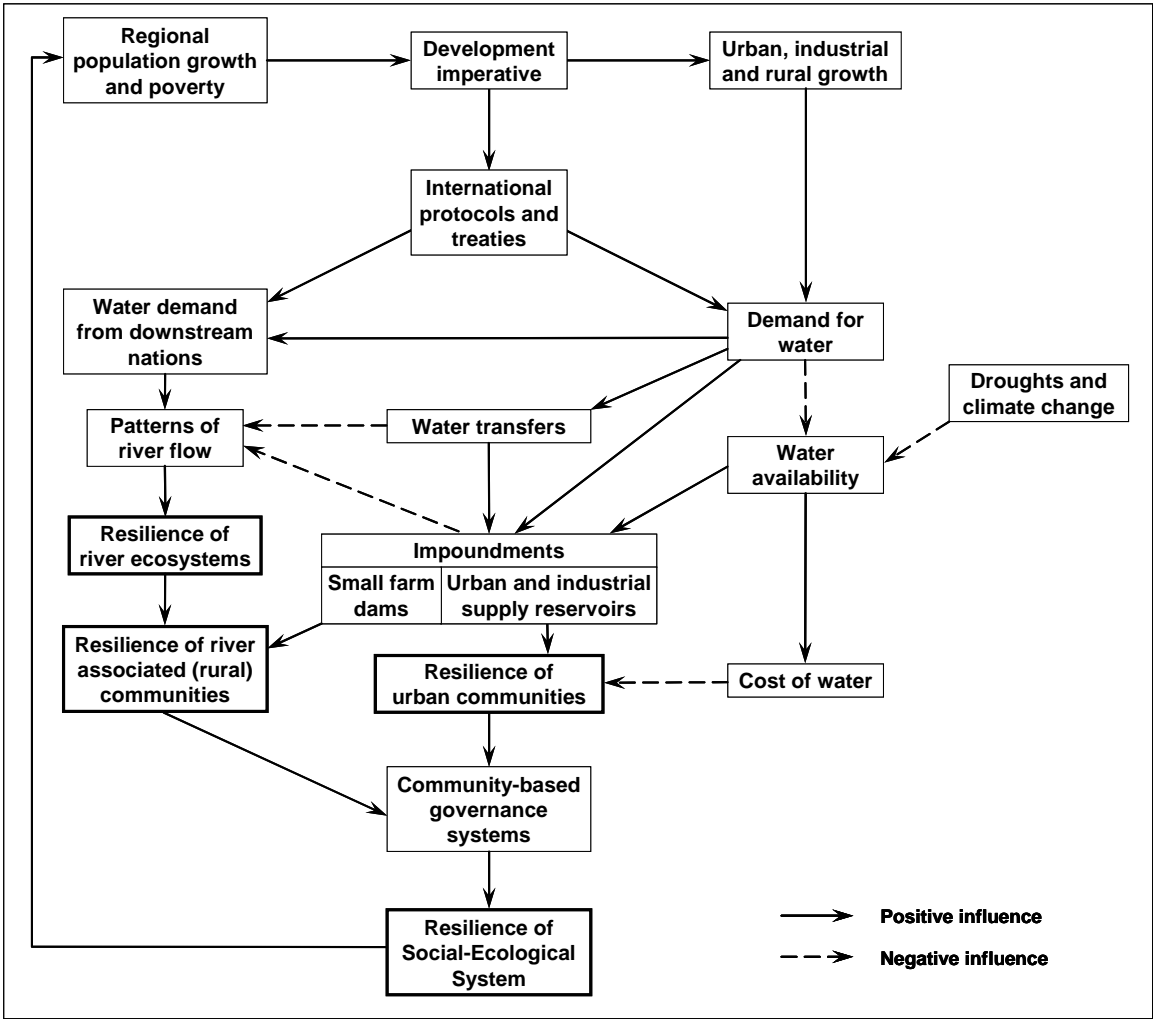 Regional
population growth
and poverty
Development
imperative
Urban, industrial
and rural growth
International
protocols and
treaties
Water demand
from downstream
nations
Demand for
water
Droughts and
climate change
Patterns of
river flow
Water transfers
Water
availability
Resilience of
river ecosystems
Impoundments
Small farm
dams
Urban and industrial
supply reservoirs
Resilience of river
associated (rural)
communities
Resilience of
urban communities
Cost of water
Community-based
governance
systems
Resilience of
Social-Ecological
System
Positive influence
Negative influence